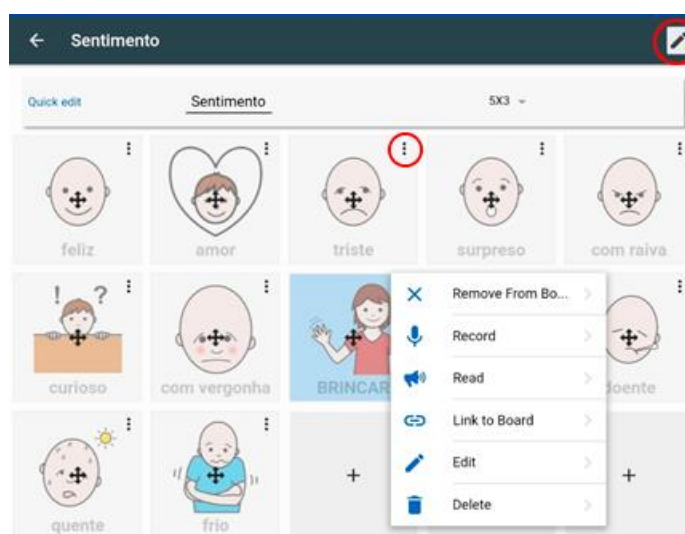 Sentimento
Quick edit Sentimento 5X3
feliz amor triste surpreso com raiva
! ?
curioso com vergonha BRINCAR doente
Remove From Bo...
Record
Read
Link to Board
Edit
Delete
quente frio + +